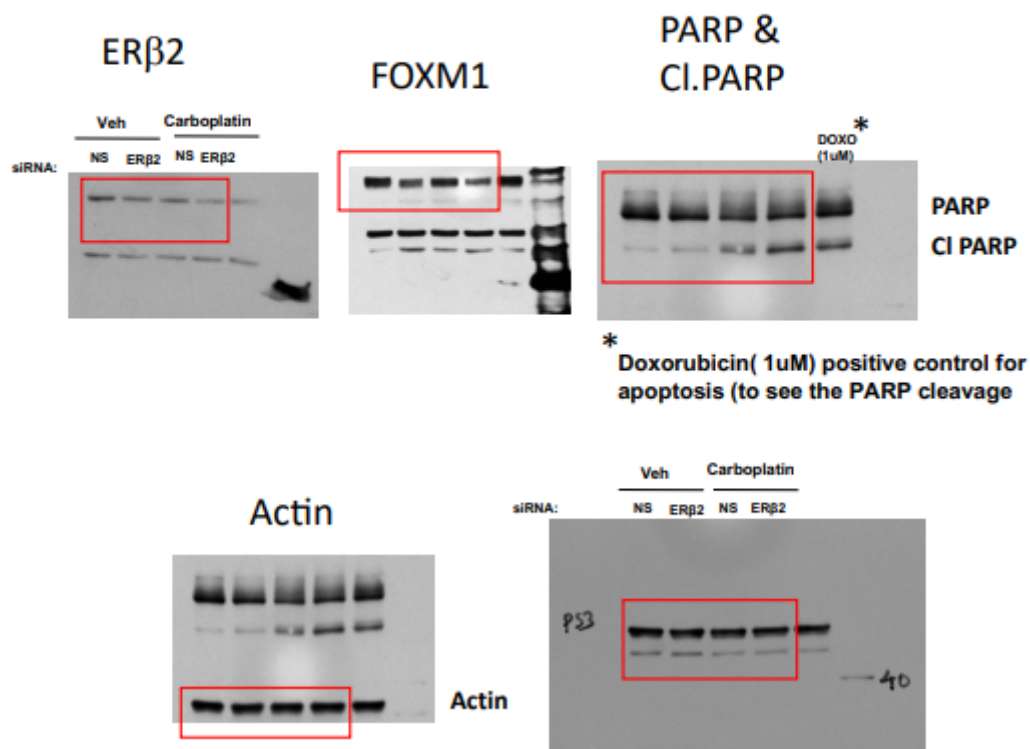 ERβ2
Veh Carboplatin
siRNA: NS ERβ2 NS ERβ2
FOXM1
PARP &
Cl.PARP
DOXO *
(1uM)
PARP
Cl PARP
*
Doxorubicin( 1uM) positive control for
apoptosis (to see the PARP cleavage
Actin
Actin
Veh Carboplatin
siRNA: NS ERβ2 NS ERβ2
P53
-40